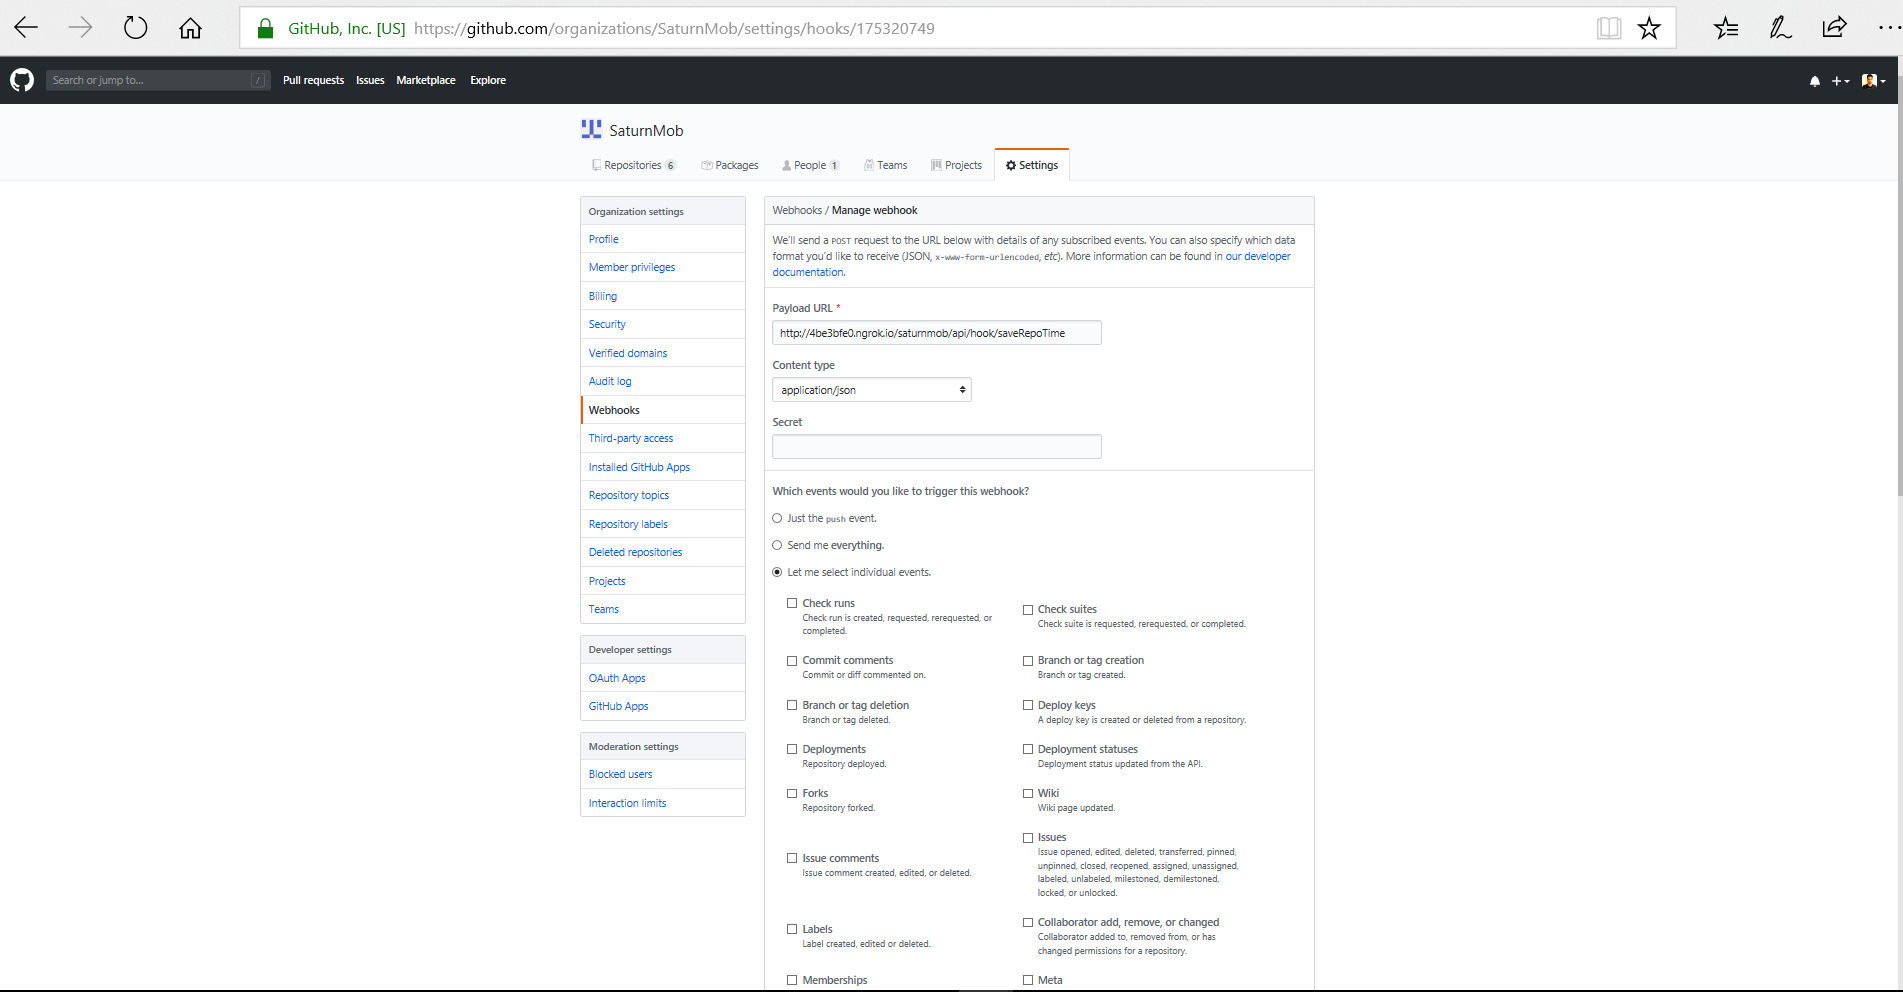 GitHub, Inc. [US] https://github.com/organizations/SaturnMob/settings/hooks/175320749
Search or jump to... / Pull requests Issues Marketplace Explore
SaturnMob
Repositories 6 Packages People 1 Teams Projects Settings
Organization settings
Profile
Member privileges
Billing
Security
Verified domains
Audit log
Webhooks
Third-party access
Installed GitHub Apps
Repository topics
Repository labels
Deleted repositories
Projects
Teams
Developer settings
OAuth Apps
GitHub Apps
Moderation settings
Blocked users
Interaction limits
Webhooks / Manage webhook
We'll send a POST request to the URL below with details of any subscribed events. You can also specify which data
format you'd like to receive (JSON, x-www-form-urlencoded, etc). More information can be found in our developer
documentation.
Payload URL *
http://4be3bfe0.ngrok.io/saturnmob/api/hook/saveRepoTime
Content type
application/json
Secret
Which events would you like to trigger this webhook?
Just the push event.
Send me everything.
Let me select individual events.
Check runs
Check run is created, requested, rerequested, or
completed.
Check suites
Check suite is requested, rerequested, or completed.
Commit comments
Commit or diff commented on.
Branch or tag creation
Branch or tag created.
Branch or tag deletion
Branch or tag deleted.
Deploy keys
A deploy key is created or deleted from a repository.
Deployments
Repository deployed.
Deployment statuses
Deployment status updated from the API.
Forks
Repository forked.
Wiki
Wiki page updated.
Issue comments
Issue comment created, edited, or deleted.
Issues
Issue opened, edited, deleted, transferred, pinned,
unpinned, closed, reopened, assigned, unassigned,
labeled, unlabeled, milestoned, demilestoned,
locked, or unlocked.
Labels
Label created, edited or deleted.
Collaborator add, remove, or changed
Collaborator added to, removed from, or has
changed permissions for a repository.
Memberships
Meta